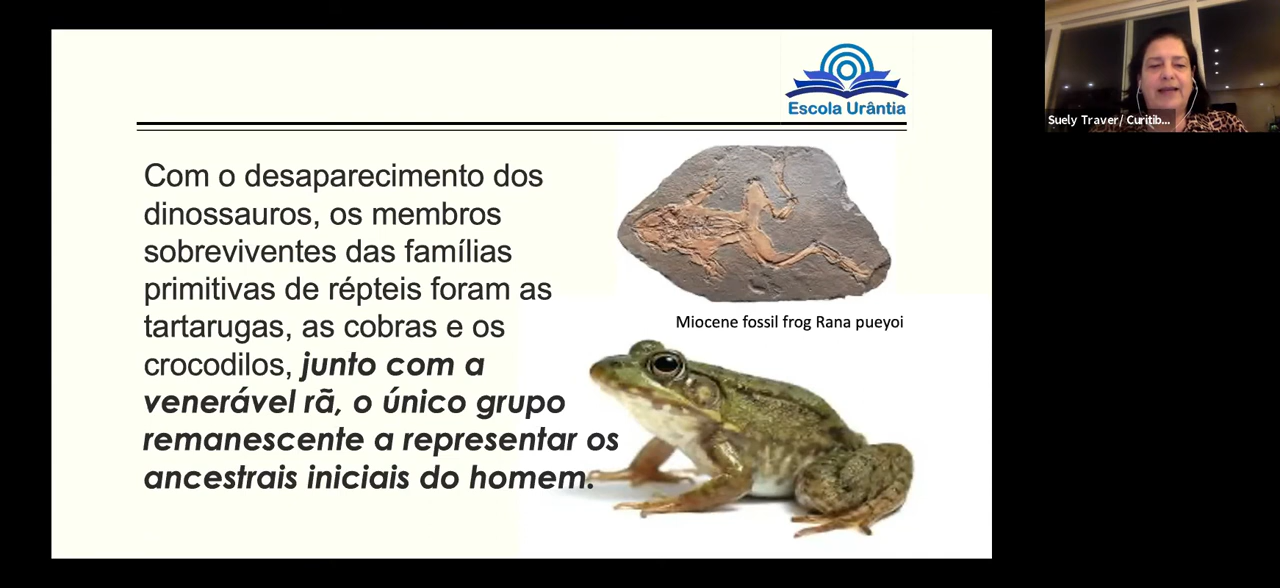 Escola Urântia
Suely Traver/ Curitib...
Com o desaparecimento dos
dinossauros, os membros
sobreviventes das famílias
primitivas de répteis foram as
tartarugas, as cobras e os
crocodilos, junto com a
venerável rã, o único grupo
remanescente a representar os
ancestrais iniciais do homem.
Miocene fossil frog Rana pueyoi